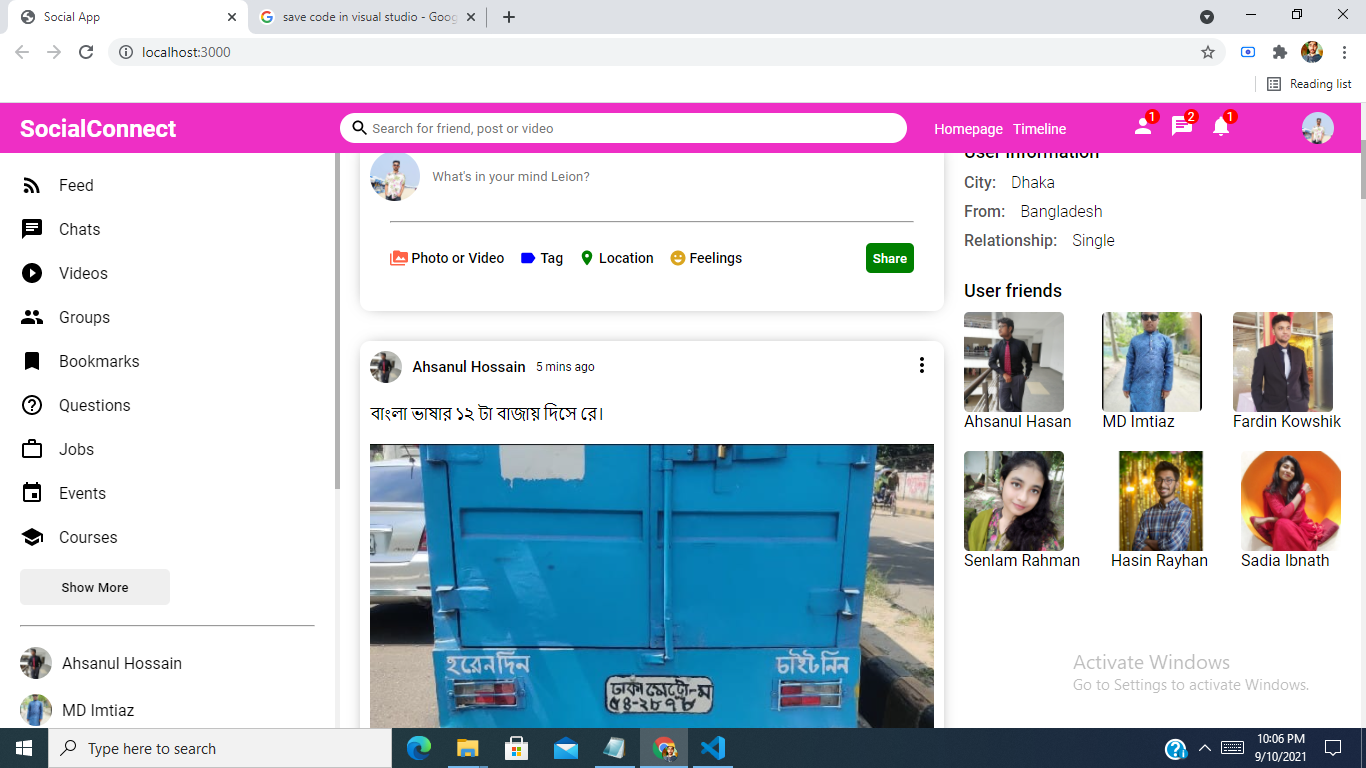 Social App
save code in visual studio - Goog
localhost:3000
Reading list
SocialConnect
Search for friend, post or video
Homepage Timeline
1
2
1
Feed
Chats
Videos
Groups
Bookmarks
Questions
Jobs
Events
Courses
Show More
Ahsanul Hossain
MD Imtiaz
What's in your mind Leion?
Photo or Video Tag Location Feelings Share
Ahsanul Hossain 5 mins ago
বাংলা ভাষার ১২ টা বাজায় দিসে রে।
হরেন দিন
চাইট নিন
ঢাকা মেট্রো-ম
৫৪-২৮৭৮
User information
City: Dhaka
From: Bangladesh
Relationship: Single
User friends
Ahsanul Hasan MD Imtiaz Fardin Kowshik
Senlam Rahman Hasin Rayhan Sadia Ibnath
Activate Windows
Go to Settings to activate Windows.
Type here to search
10:06 PM
9/10/2021